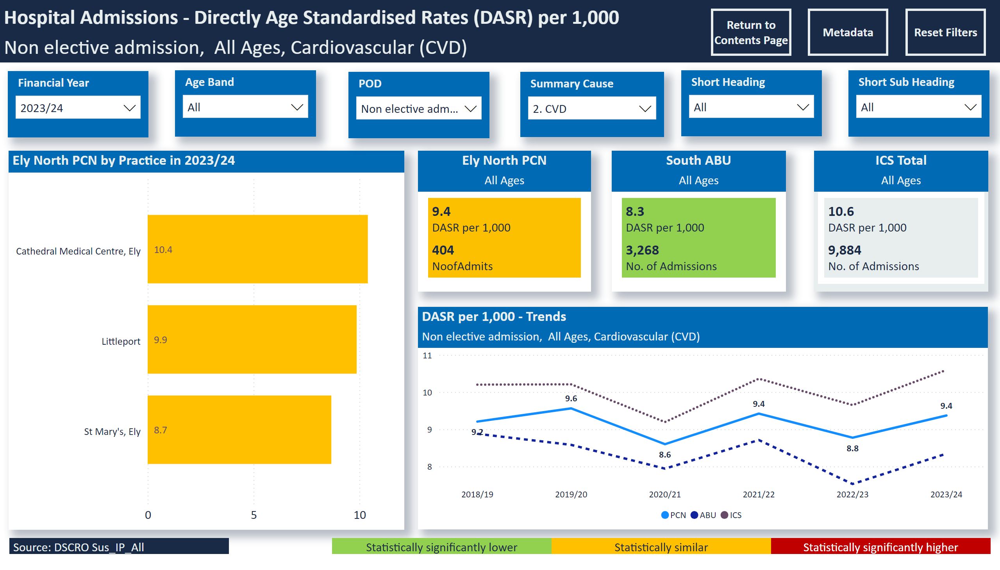 Hospital Admissions - Directly Age Standardised Rates (DASR) per 1,000
Non elective admission,  All Ages, Cardiovascular (CVD)
Return to
Contents Page
Metadata
Reset Filters
Financial Year
2023/24
Age Band
All
POD
Non elective adm...
Summary Cause
2. CVD
Short Heading
All
Short Sub Heading
All
Ely North PCN by Practice in 2023/24
Cathedral Medical Centre, Ely
10.4
Littleport
9.9
St Mary's, Ely
8.7
0
5
10
Ely North PCN
All Ages
9.4
DASR per 1,000
404
NoofAdmits
South ABU
All Ages
8.3
DASR per 1,000
3,268
No. of Admissions
ICS Total
All Ages
10.6
DASR per 1,000
9,884
No. of Admissions
DASR per 1,000 - Trends
Non elective admission,  All Ages, Cardiovascular (CVD)
11
10
9
8
9.2
9.6
8.6
9.4
8.8
9.4
2018/19
2019/20
2020/21
2021/22
2022/23
2023/24
PCN
ABU
ICS
Source: DSCRO Sus_IP_All
Statistically significantly lower
Statistically similar
Statistically significantly higher